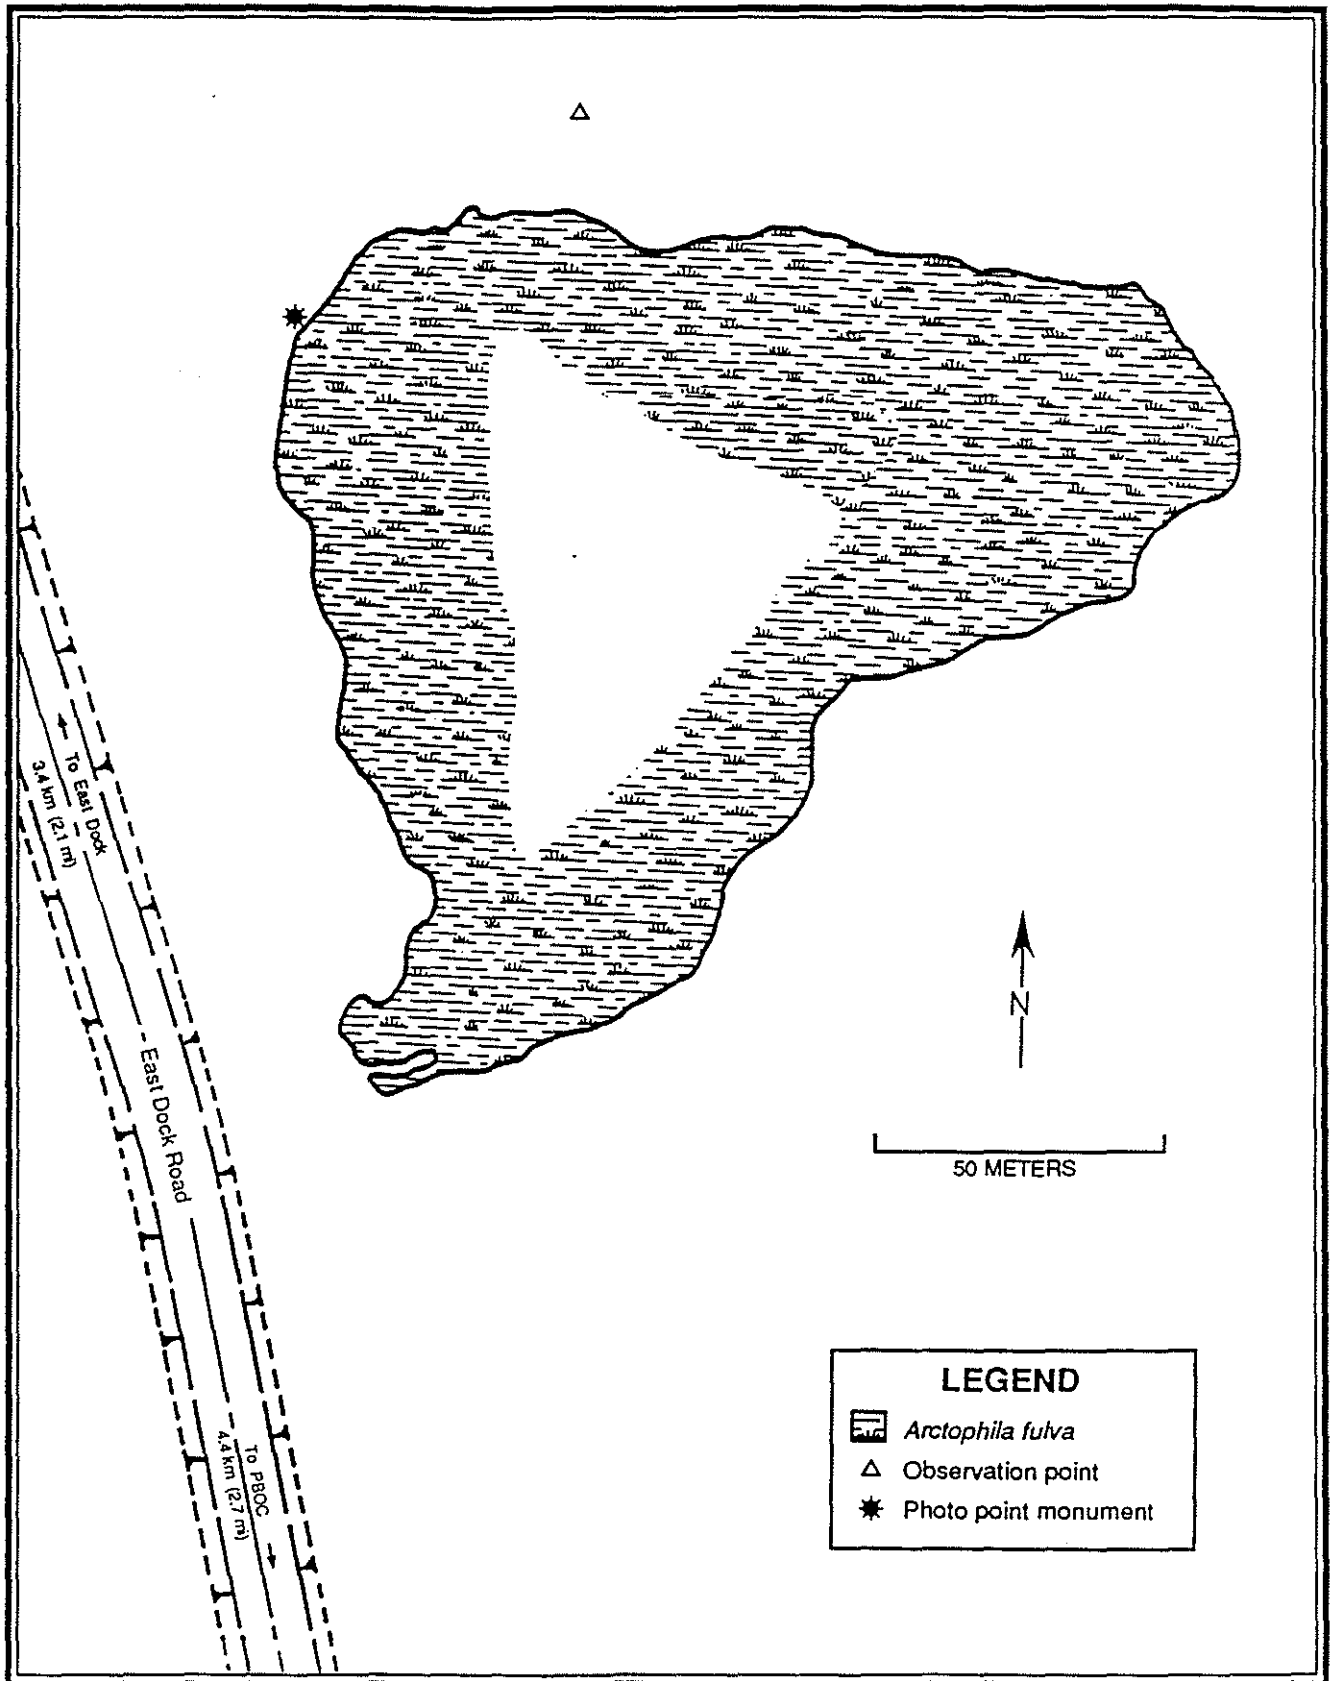 To East Dock
3.4 km (2.1 mi)
East Dock Road
N
50 METERS
To PBOC
4.4 km (2.7 mi)
LEGEND
Arctophila fulva
Observation point
Photo point monument